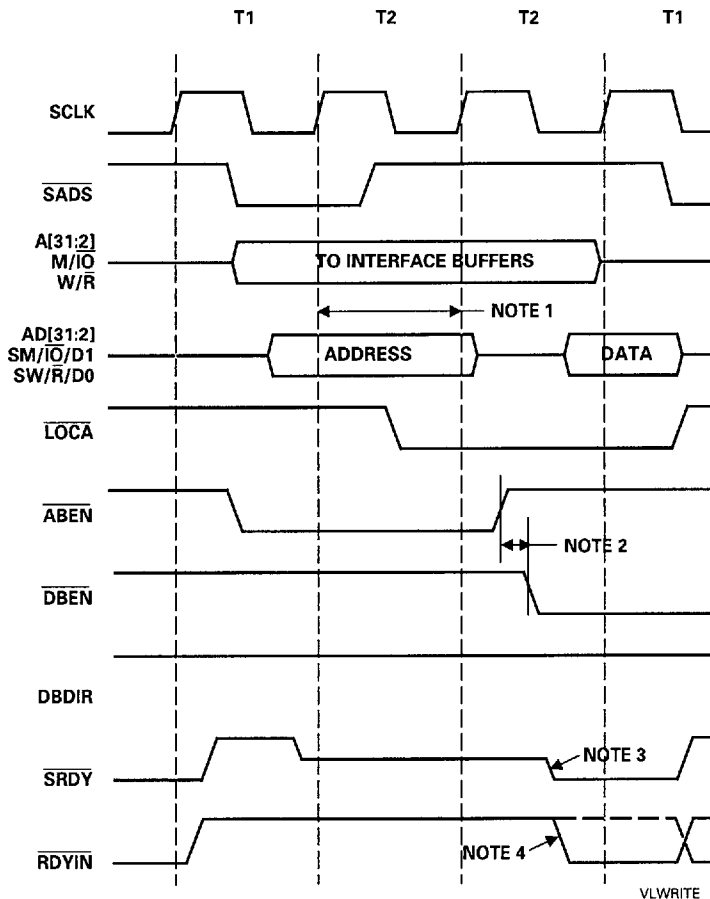 T1 T2 T2 T1
SCLK
SADS
A[31:2]
M/IO
W/R
TO INTERFACE BUFFERS
NOTE 1
AD[31:2]
SM/IO/D1
SW/R/D0
ADDRESS
DATA
LOCA
ABEN
NOTE 2
DBEN
DBDIR
SRDY
NOTE 3
RDYIN
NOTE 4
VLWRITE